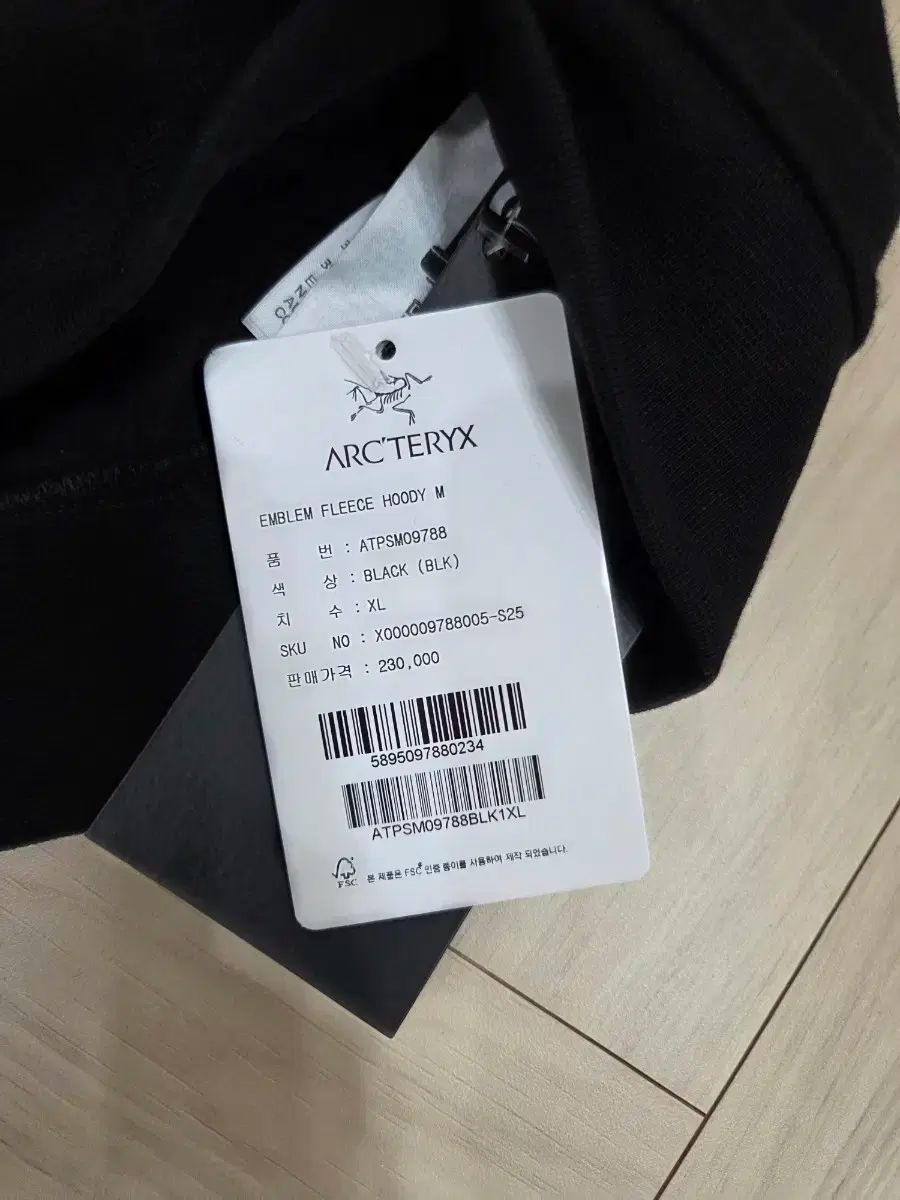 ARC'TERYX
EMBLEM FLEECE HOODY M
품 번 : ATPSM09788
색 상 : BLACK (BLK)
치 수 : XL
SKU NO : X000009788005-S25
판매가격 : 230,000
5895097880234
ATPSM09788BLK1XL
FSC 본 제품은 FSC® 인증 종이를 사용하여 제작 되었습니다.